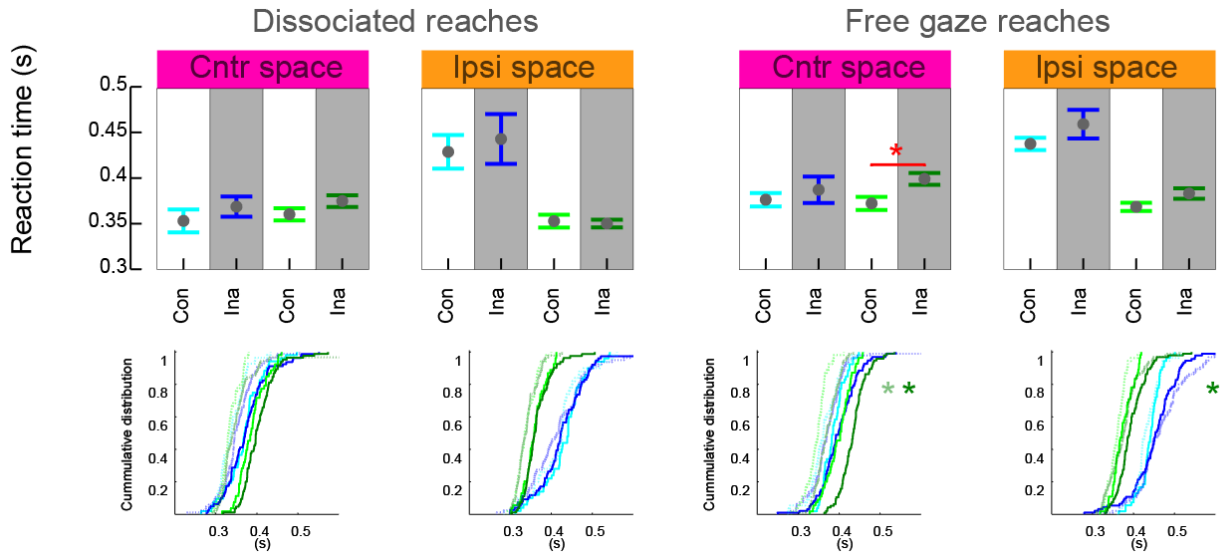 Dissociated reaches Free gaze reaches
Cntr space Ipsi space Cntr space Ipsi space
Reaction time (s)
0.5
0.45
0.4
0.35
0.3
Con Ina Con Ina Con Ina Con Ina Con Ina Con Ina Con Ina Con Ina
*
Cummulative distribution
1
0.8
0.6
0.4
0.2
0.3 0.4 0.5
(s)
Cummulative distribution
1
0.8
0.6
0.4
0.2
0.3 0.4 0.5
(s)
Cummulative distribution
1
0.8
0.6
0.4
0.2
* *
0.3 0.4 0.5
(s)
Cummulative distribution
1
0.8
0.6
0.4
0.2
*
0.3 0.4 0.5
(s)